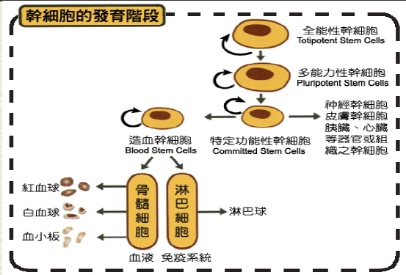 幹細胞的發育階段
全能性幹細胞
Totipotent Stem Cells
多能力性幹細胞
Pluripotent Stem Cells
造血幹細胞
Blood Stem Cells
特定功能性幹細胞
Committed Stem Cells
神經幹細胞
皮膚幹細胞
胰臟、心臟
等器官或組
織之幹細胞
紅血球
白血球
血小板
骨髓細胞
淋巴細胞
淋巴球
血液
免疫系統